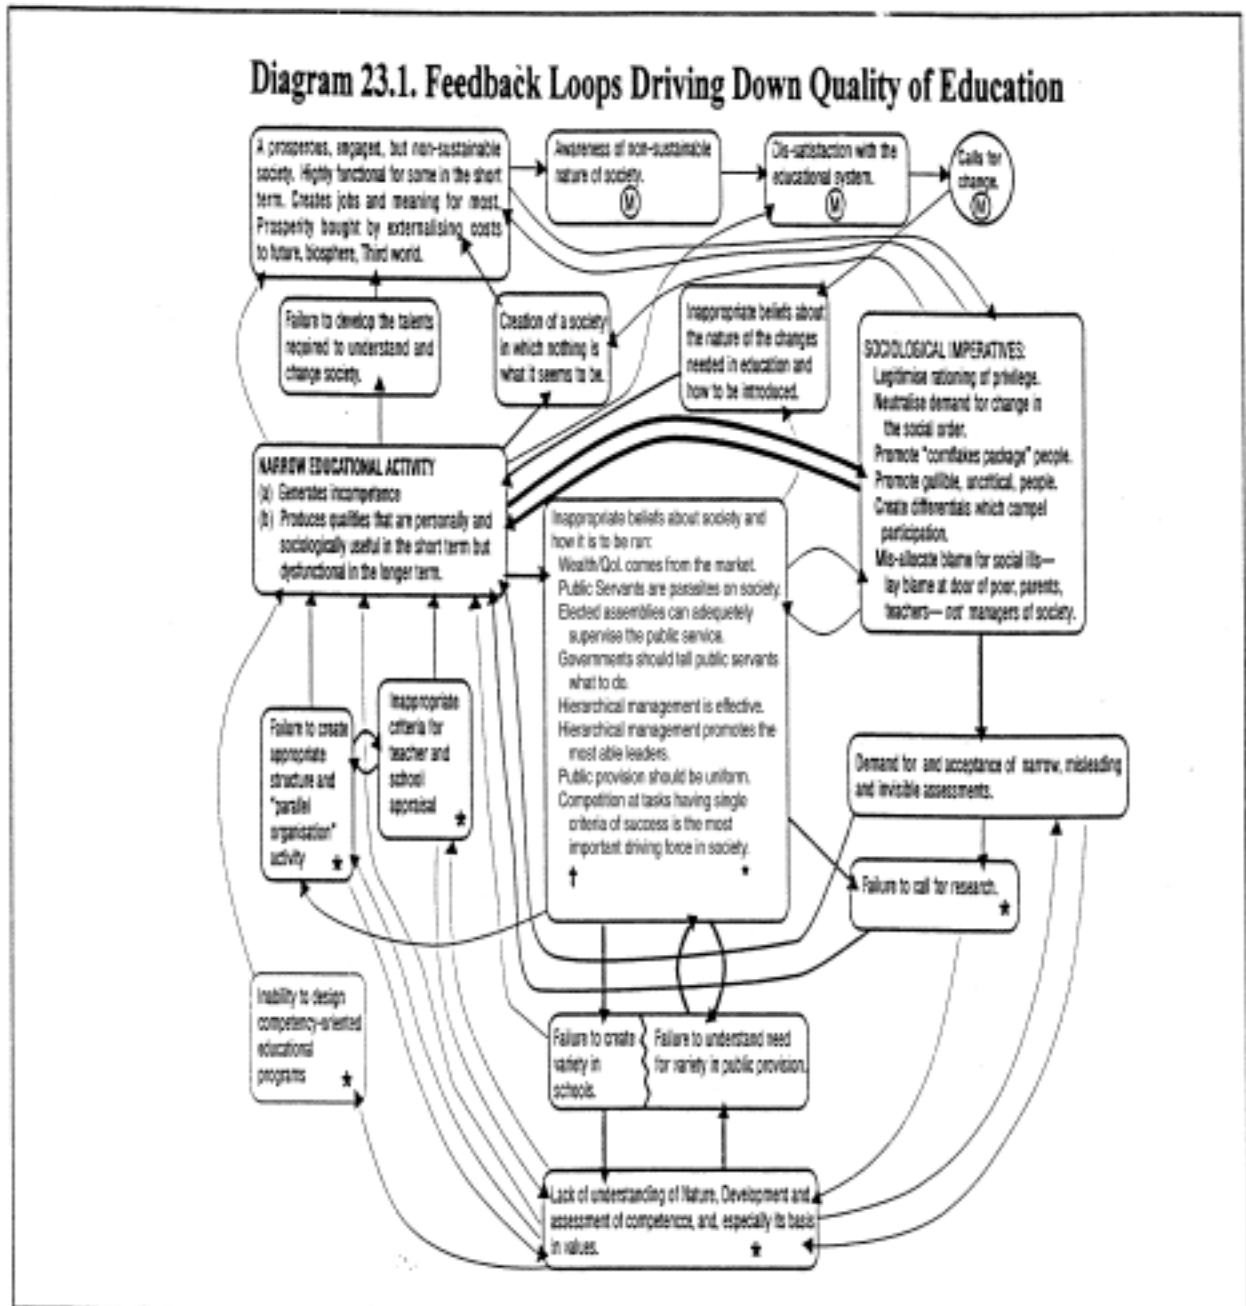 Diagram 23.1. Feedback Loops Driving Down Quality of Education
A prosperous, engaged, but non-sustainable
society. Highly functional for some in the short
term. Creates jobs and meaning for most.
Prosperity bought by externalising costs
to future, biosphere, Third world.
Awareness of non-sustainable
nature of society.
M
Dis-satisfaction with the
educational system.
M
Calls for
change.
M
Failure to develop the talents
required to understand and
change society.
Creation of a society
in which nothing is
what it seems to be.
Inappropriate beliefs about
the nature of the changes
needed in education and
how to be introduced.
SOCIOLOGICAL IMPERATIVES:
Legitimise rationing of privilege.
Neutralise demand for change in
the social order.
Promote "cornflakes package" people.
Promote gullible, uncritical, people.
Create differentials which compel
participation.
Mis-allocate blame for social ills—
lay blame at door of poor, parents,
teachers— not managers of society.
NARROW EDUCATIONAL ACTIVITY
(a) Generates incompetence
(b) Produces qualities that are personally and
sociologically useful in the short term but
dysfunctional in the longer term.
Inappropriate beliefs about society and
how it is to be run:
Wealth/Qol. comes from the market.
Public Servants are parasites on society.
Elected assemblies can adequetely
supervise the public service.
Governments should tall public servants
what to do.
Hierarchical management is effective.
Hierarchical management promotes the
most able leaders.
Public provision should be uniform.
Competition at tasks having single
criteria of success is the most
important driving force in society.
† *
Failure to create
appropriate
structure and
"parallel
organisation"
activity *
Inappropriate
criteria for
teacher and
school
appraisal
*
Demand for and acceptance of narrow, misleading
and invisible assessments.
Failure to call for research.
*
Inability to design
competency-oriented
educational
programs *
Failure to create
variety in
schools.
Failure to understand need
for variety in public provision.
Lack of understanding of Nature, Development and
assessment of competence, and, especially its basis
in values. *